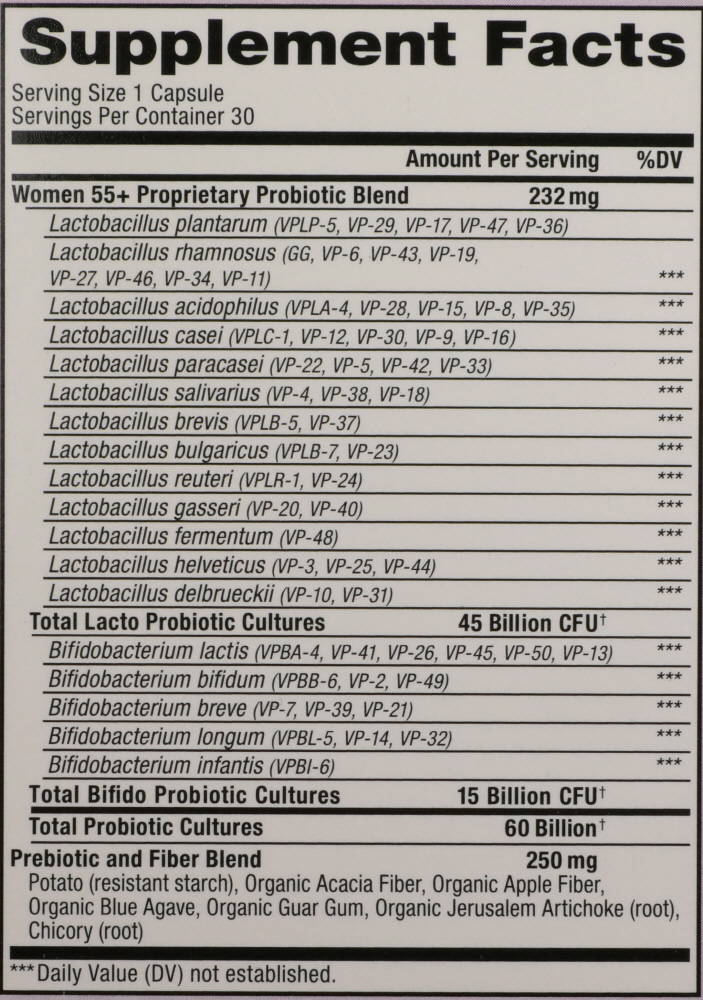 Supplement Facts
Serving Size 1 Capsule
Servings Per Container 30
Amount Per Serving %DV
Women 55+ Proprietary Probiotic Blend 232 mg
Lactobacillus plantarum (VPLP-5, VP-29, VP-17, VP-47, VP-36)
Lactobacillus rhamnosus (GG, VP-6, VP-43, VP-19,
VP-27, VP-46, VP-34, VP-11) ***
Lactobacillus acidophilus (VPLA-4, VP-28, VP-15, VP-8, VP-35) ***
Lactobacillus casei (VPLC-1, VP-12, VP-30, VP-9, VP-16) ***
Lactobacillus paracasei (VP-22, VP-5, VP-42, VP-33) ***
Lactobacillus salivarius (VP-4, VP-38, VP-18) ***
Lactobacillus brevis (VPLB-5, VP-37) ***
Lactobacillus bulgaricus (VPLB-7, VP-23) ***
Lactobacillus reuteri (VPLR-1, VP-24) ***
Lactobacillus gasseri (VP-20, VP-40) ***
Lactobacillus fermentum (VP-48) ***
Lactobacillus helveticus (VP-3, VP-25, VP-44) ***
Lactobacillus delbrueckii (VP-10, VP-31) ***
Total Lacto Probiotic Cultures 45 Billion CFU†
Bifidobacterium lactis (VPBA-4, VP-41, VP-26, VP-45, VP-50, VP-13) ***
Bifidobacterium bifidum (VPBB-6, VP-2, VP-49) ***
Bifidobacterium breve (VP-7, VP-39, VP-21) ***
Bifidobacterium longum (VPBL-5, VP-14, VP-32) ***
Bifidobacterium infantis (VPBI-6) ***
Total Bifido Probiotic Cultures 15 Billion CFU†
Total Probiotic Cultures 60 Billion†
Prebiotic and Fiber Blend 250 mg
Potato (resistant starch), Organic Acacia Fiber, Organic Apple Fiber,
Organic Blue Agave, Organic Guar Gum, Organic Jerusalem Artichoke (root),
Chicory (root)
***Daily Value (DV) not established.